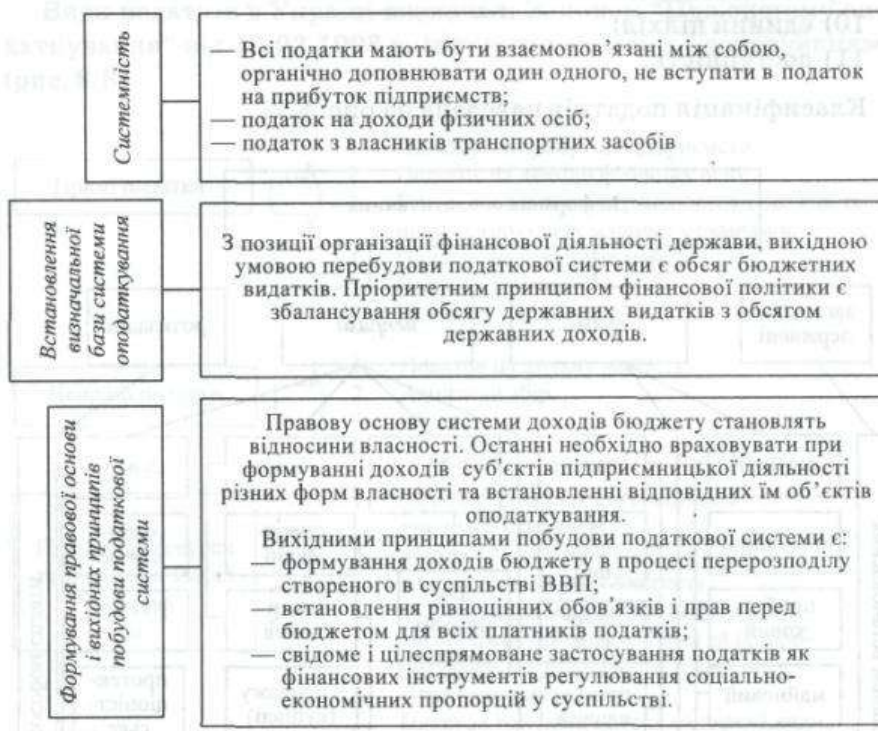 Системність
— Всі податки мають бути взаємопов’язані між собою,
органічно доповнювати один одного, не вступати в податок
на прибуток підприємств;
— податок на доходи фізичних осіб;
— податок з власників транспортних засобів
Встановлення
визначальної
бази системи
оподаткування
З позиції організації фінансової діяльності держави, вихідною
умовою перебудови податкової системи є обсяг бюджетних
видатків. Пріоритетним принципом фінансової політики є
збалансування обсягу державних видатків з обсягом
державних доходів.
Формування правової основи
і вихідних принципів
побудови податкової
системи
Правову основу системи доходів бюджету становлять
відносини власності. Останні необхідно враховувати при
формуванні доходів суб’єктів підприємницької діяльності
різних форм власності та встановленні відповідних їм об’єктів
оподаткування.
Вихідними принципами побудови податкової системи є:
— формування доходів бюджету в процесі перерозподілу
створеного в суспільстві ВВП;
— встановлення рівноцінних обов’язків і прав перед
бюджетом для всіх платників податків;
— свідоме і цілеспрямоване застосування податків як
фінансових інструментів регулювання соціально-
економічних пропорцій у суспільстві.